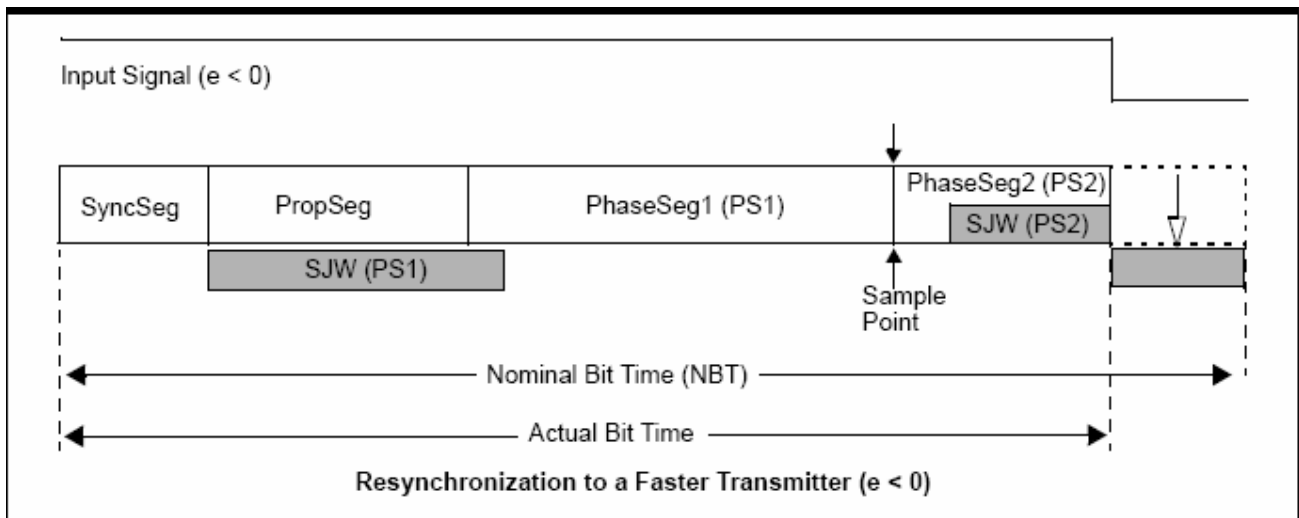 Input Signal (e < 0)
SyncSeg
PropSeg
PhaseSeg1 (PS1)
PhaseSeg2 (PS2)
SJW (PS2)
SJW (PS1)
Sample
Point
Nominal Bit Time (NBT)
Actual Bit Time
Resynchronization to a Faster Transmitter (e < 0)